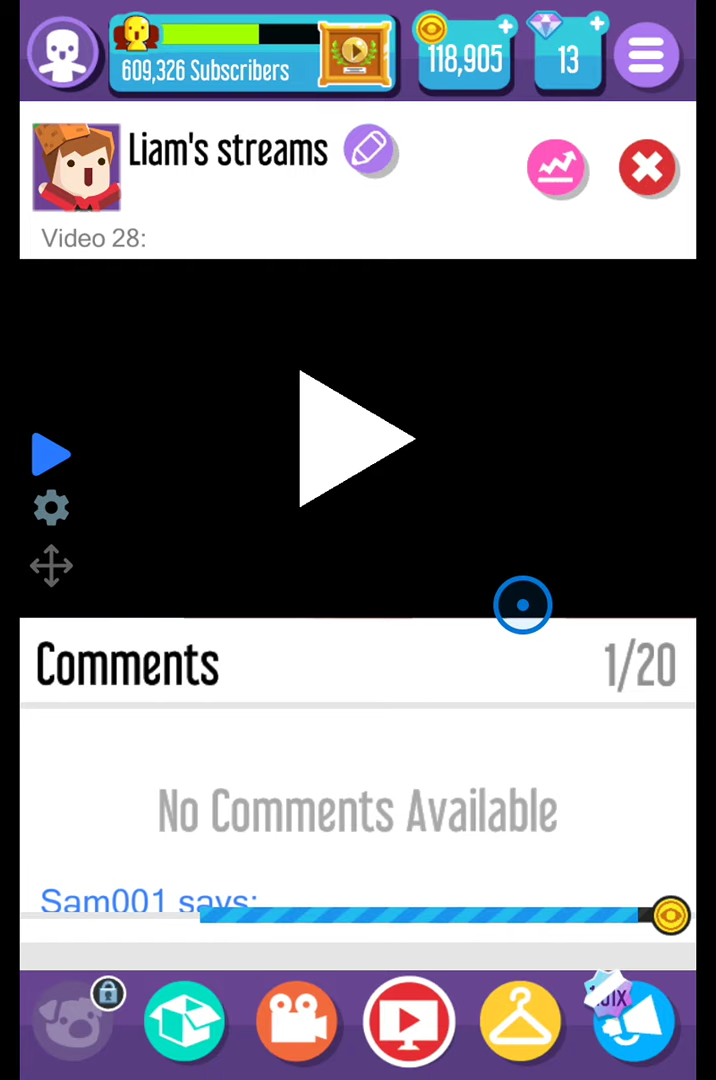 609,326 Subscribers
118,905
13
Liam's streams
Video 28:
Comments
1/20
No Comments Available
Sam001 says: